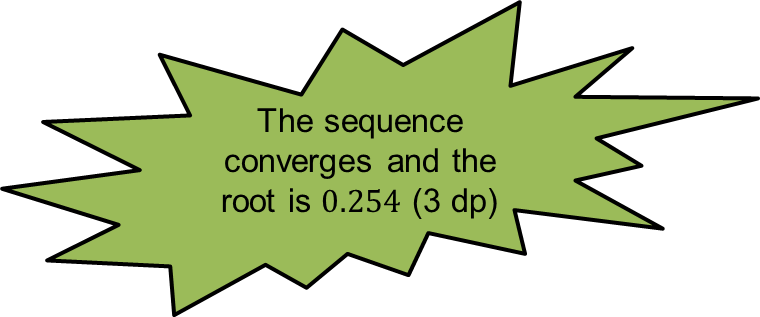 The sequence
converges and the
root is 0.254 (3 dp)